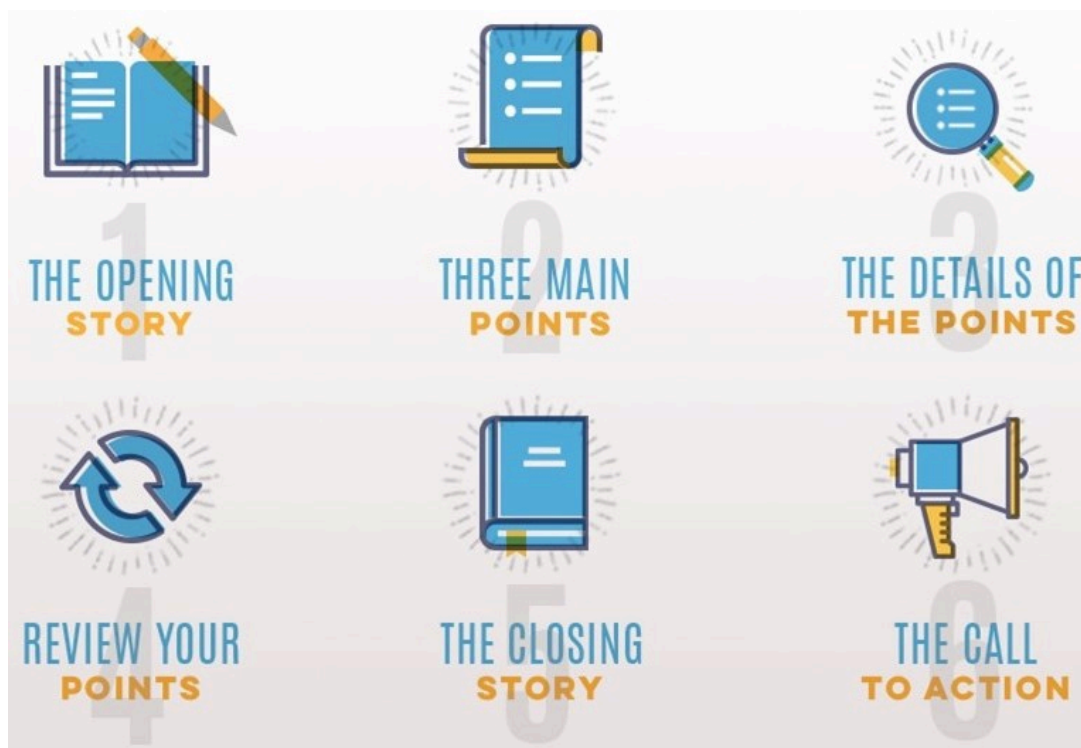 1
THE OPENING
STORY
2
THREE MAIN
POINTS
3
THE DETAILS OF
THE POINTS
4
REVIEW YOUR
POINTS
5
THE CLOSING
STORY
6
THE CALL
TO ACTION